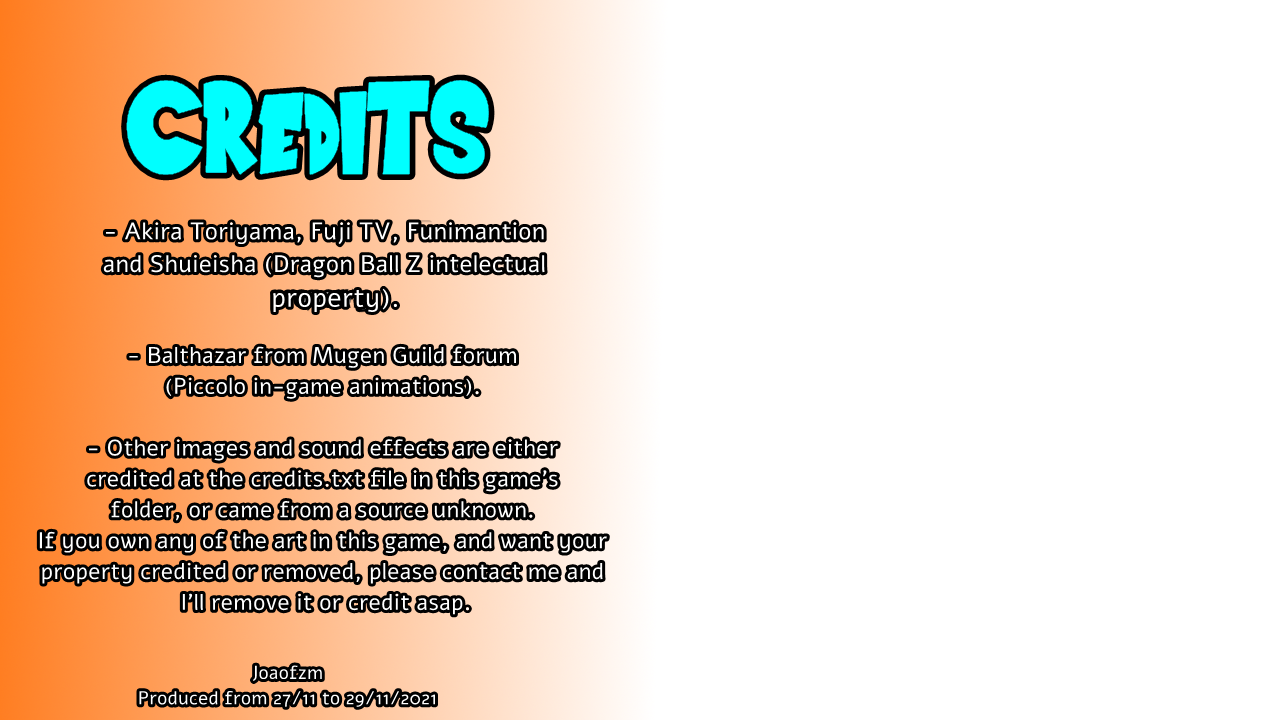 CREDITS
- Akira Toriyama, Fuji TV, Funimantion
and Shuieisha (Dragon Ball Z intelectual
property).
- Balthazar from Mugen Guild forum
(Piccolo in-game animations).
- Other images and sound effects are either
credited at the credits.txt file in this game's
folder, or came from a source unknown.
If you own any of the art in this game, and want your
property credited or removed, please contact me and
I'll remove it or credit asap.
Joaofzm
Produced from 27/11 to 29/11/2021